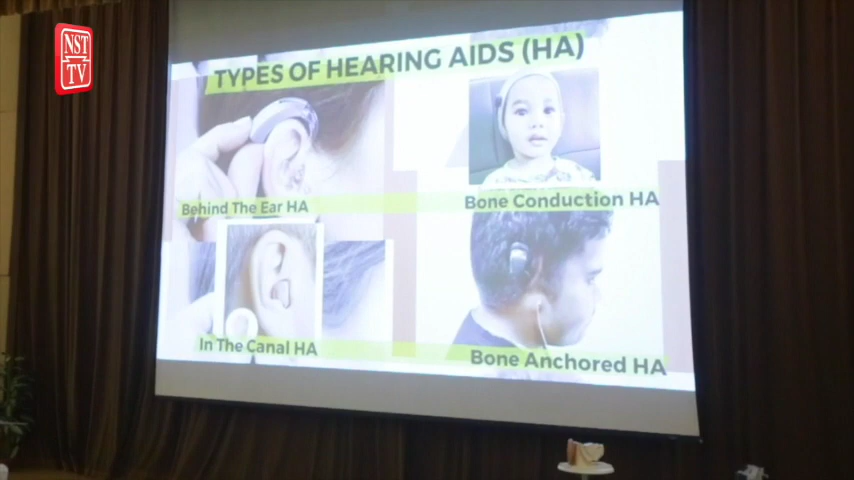 NST
TV
TYPES OF HEARING AIDS (HA)
Behind The Ear HA
Bone Conduction HA
In The Canal HA
Bone Anchored HA